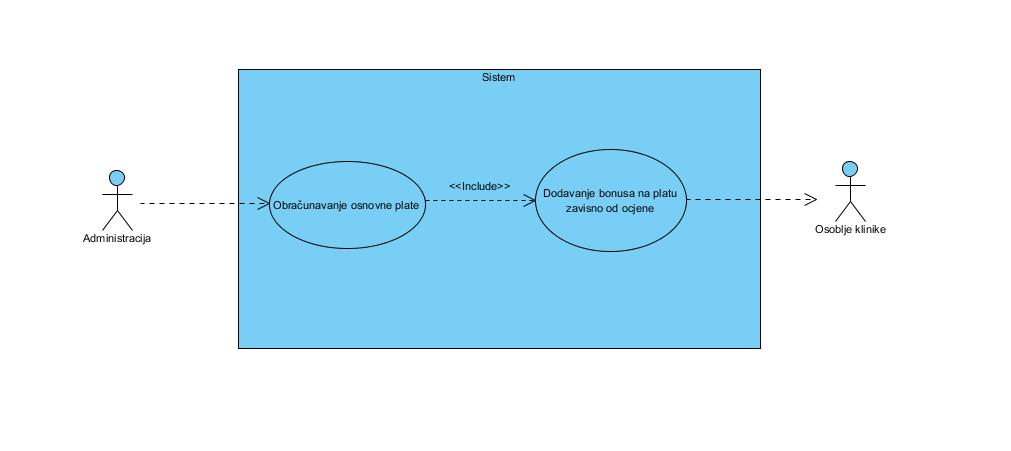 Sistem
Administracija
Obračunavanje osnovne plate
<<Include>>
Dodavanje bonusa na platu
zavisno od ocjene
Osoblje klinike